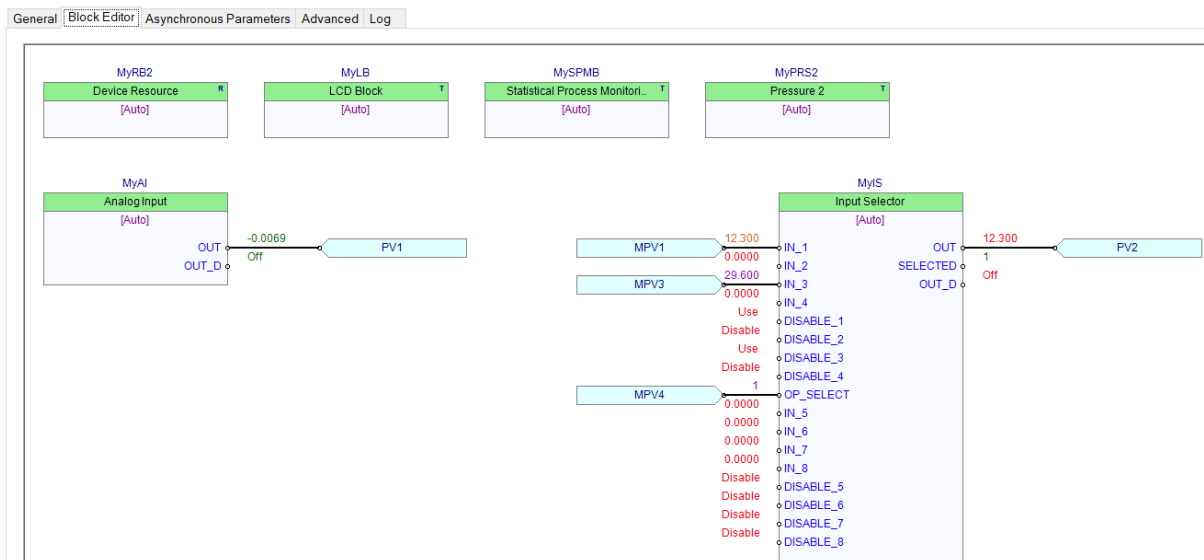 General Block Editor Asynchronous Parameters Advanced Log
MyRB2 MyLB MySPMB MyPRS2
Device Resource R LCD Block T Statistical Process Monitori.. T Pressure 2 T
[Auto] [Auto] [Auto] [Auto]
MyAI
Analog Input
[Auto]
OUT -0.0069 PV1
Off
OUT_D
MyIS
Input Selector
[Auto]
MPV1 12.300 IN_1 OUT 12.300 PV2
0.0000 IN_2 SELECTED 1
MPV3 29.600 IN_3 OUT_D Off
0.0000 IN_4
Use DISABLE_1
Disable DISABLE_2
Use DISABLE_3
Disable DISABLE_4
MPV4 1 OP_SELECT
0.0000 IN_5
0.0000 IN_6
0.0000 IN_7
0.0000 IN_8
Disable DISABLE_5
Disable DISABLE_6
Disable DISABLE_7
Disable DISABLE_8